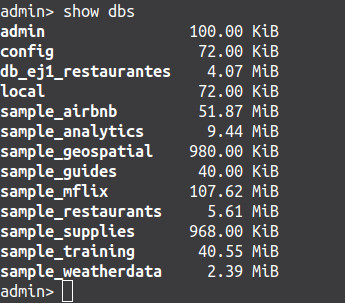 admin> show dbs
admin 100.00 KiB
config 72.00 KiB
db_ej1_restaurantes 4.07 MiB
local 72.00 KiB
sample_airbnb 51.87 MiB
sample_analytics 9.44 MiB
sample_geospatial 980.00 KiB
sample_guides 40.00 KiB
sample_mflix 107.62 MiB
sample_restaurants 5.61 MiB
sample_supplies 968.00 KiB
sample_training 40.55 MiB
sample_weatherdata 2.39 MiB
admin>